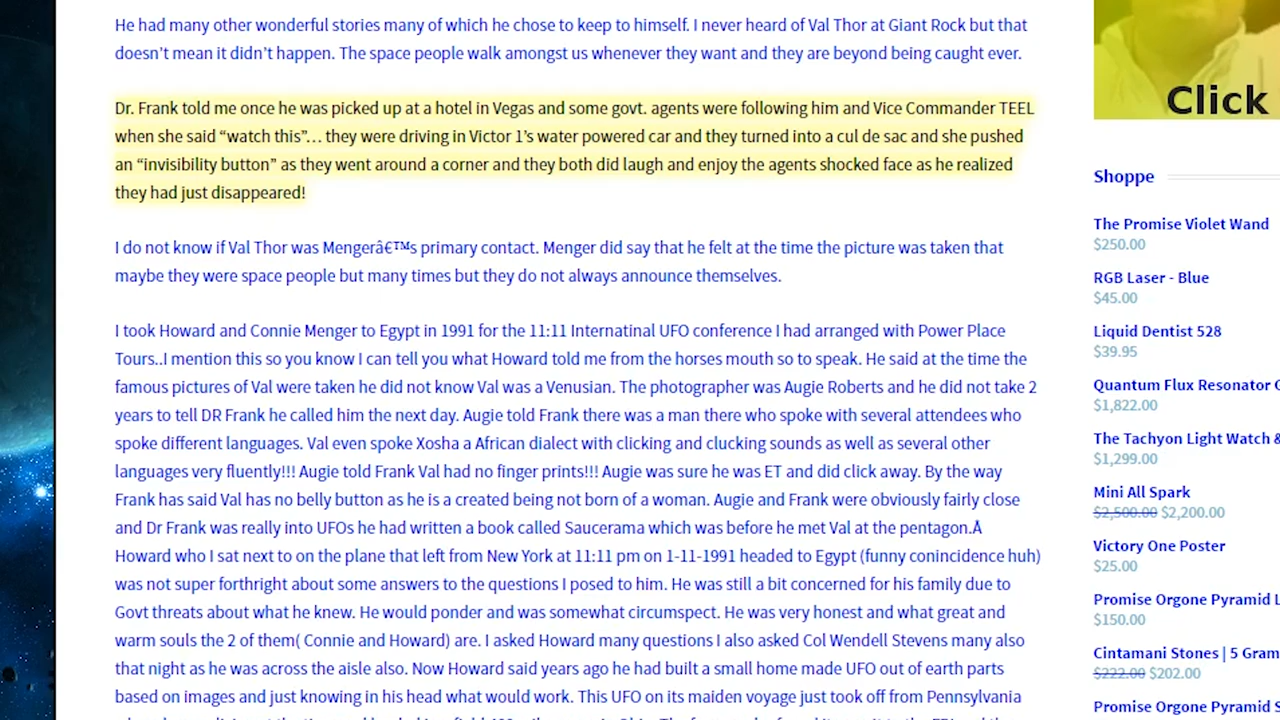 He had many other wonderful stories many of which he chose to keep to himself. I never heard of Val Thor at Giant Rock but that
doesn’t mean it didn’t happen. The space people walk amongst us whenever they want and they are beyond being caught ever.
Dr. Frank told me once he was picked up at a hotel in Vegas and some govt. agents were following him and Vice Commander TEEL
when she said “watch this”… they were driving in Victor 1’s water powered car and they turned into a cul de sac and she pushed
an “invisibility button” as they went around a corner and they both did laugh and enjoy the agents shocked face as he realized
they had just disappeared!
I do not know if Val Thor was Mengerâ€™s primary contact. Menger did say that he felt at the time the picture was taken that
maybe they were space people but many times but they do not always announce themselves.
I took Howard and Connie Menger to Egypt in 1991 for the 11:11 Internatinal UFO conference I had arranged with Power Place
Tours..I mention this so you know I can tell you what Howard told me from the horses mouth so to speak. He said at the time the
famous pictures of Val were taken he did not know Val was a Venusian. The photographer was Augie Roberts and he did not take 2
years to tell DR Frank he called him the next day. Augie told Frank there was a man there who spoke with several attendees who
spoke different languages. Val even spoke Xosha a African dialect with clicking and clucking sounds as well as several other
languages very fluently!!! Augie told Frank Val had no finger prints!!! Augie was sure he was ET and did click away. By the way
Frank has said Val has no belly button as he is a created being not born of a woman. Augie and Frank were obviously fairly close
and Dr Frank was really into UFOs he had written a book called Saucerama which was before he met Val at the pentagon.Â
Howard who I sat next to on the plane that left from New York at 11:11 pm on 1-11-1991 headed to Egypt (funny conincidence huh)
was not super forthright about some answers to the questions I posed to him. He was still a bit concerned for his family due to
Govt threats about what he knew. He would ponder and was somewhat circumspect. He was very honest and what great and
warm souls the 2 of them( Connie and Howard) are. I asked Howard many questions I also asked Col Wendell Stevens many also
that night as he was across the aisle also. Now Howard said years ago he had built a small home made UFO out of earth parts
based on images and just knowing in his head what would work. This UFO on its maiden voyage just took off from Pennsylvania
Click
Shoppe
The Promise Violet Wand
$250.00
RGB Laser - Blue
$45.00
Liquid Dentist 528
$39.95
Quantum Flux Resonator
$1,822.00
The Tachyon Light Watch &
$1,299.00
Mini All Spark
$2,500.00 $2,200.00
Victory One Poster
$25.00
Promise Orgone Pyramid L
$150.00
Cintamani Stones | 5 Gram
$222.00 $202.00
Promise Orgone Pyramid S